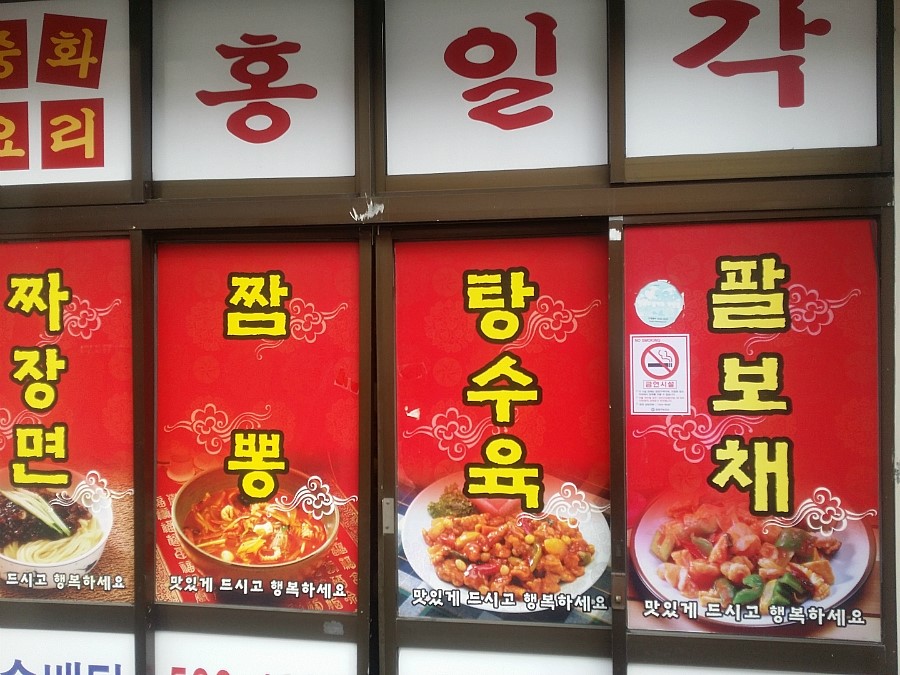 중화
요리
홍일각
짜장면
짬뽕
탕수육
팔보채
NO SMOKING
금연시설
드시고 행복하세요
맛있게 드시고 행복하세요
맛있게 드시고 행복하세요
맛있게 드시고 행복하세요